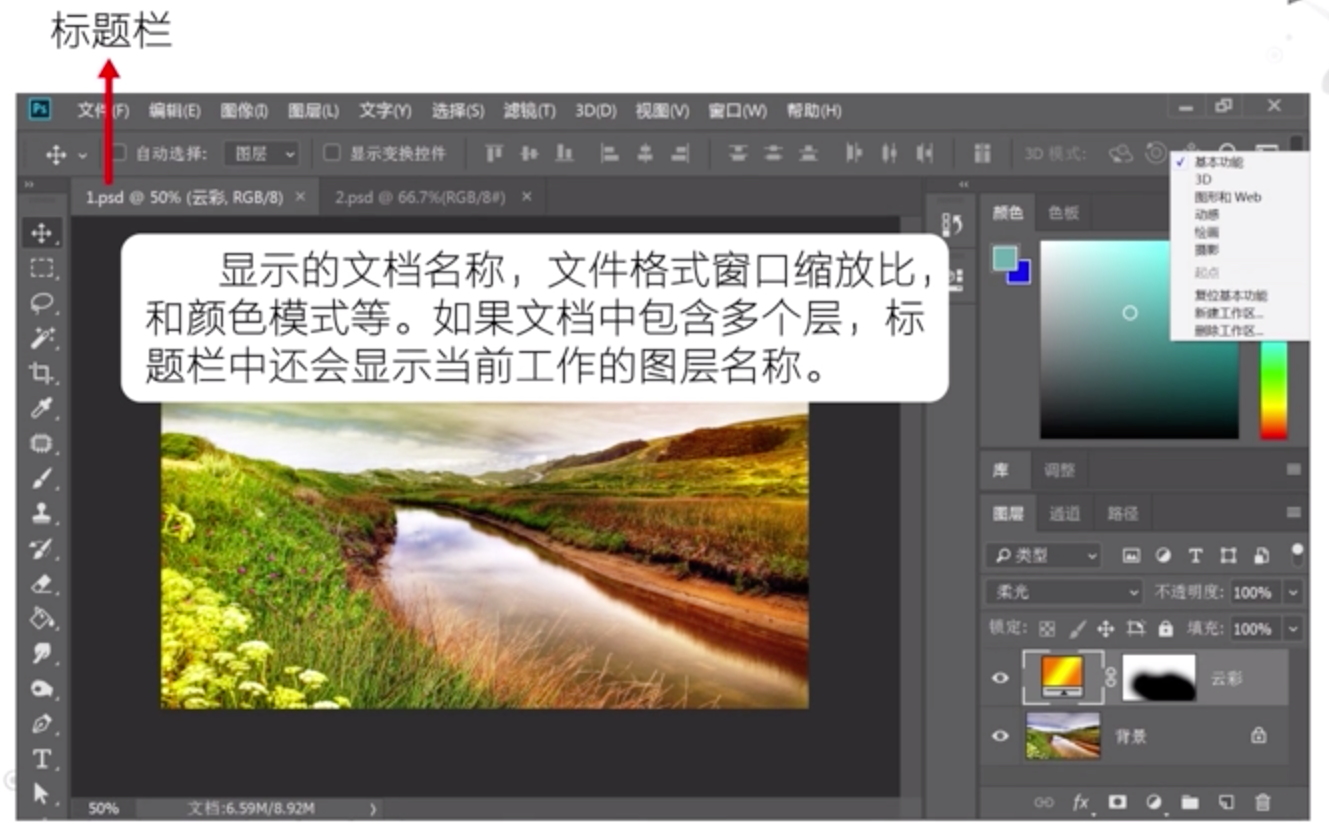 标题栏
Ps 文件(F) 编辑(E) 图像(I) 图层(L) 文字(Y) 选择(S) 滤镜(T) 3D(D) 视图(V) 窗口(W) 帮助(H)
自动选择: 图层 显示变换控件 3D 模式:
基本功能
3D
图形和 Web
动感
绘画
摄影
起点
复位基本功能
新建工作区...
删除工作区...
1.psd @ 50% (云彩, RGB/8) × 2.psd @ 66.7%(RGB/8#) ×
颜色 色板
显示的文档名称，文件格式窗口缩放比，
和颜色模式等。如果文档中包含多个层，标
题栏中还会显示当前工作的图层名称。
库 调整
图层 通道 路径
类型
柔光 不透明度: 100%
锁定: 填充: 100%
云彩
背景
50% 文档:6.59M/8.92M
fx